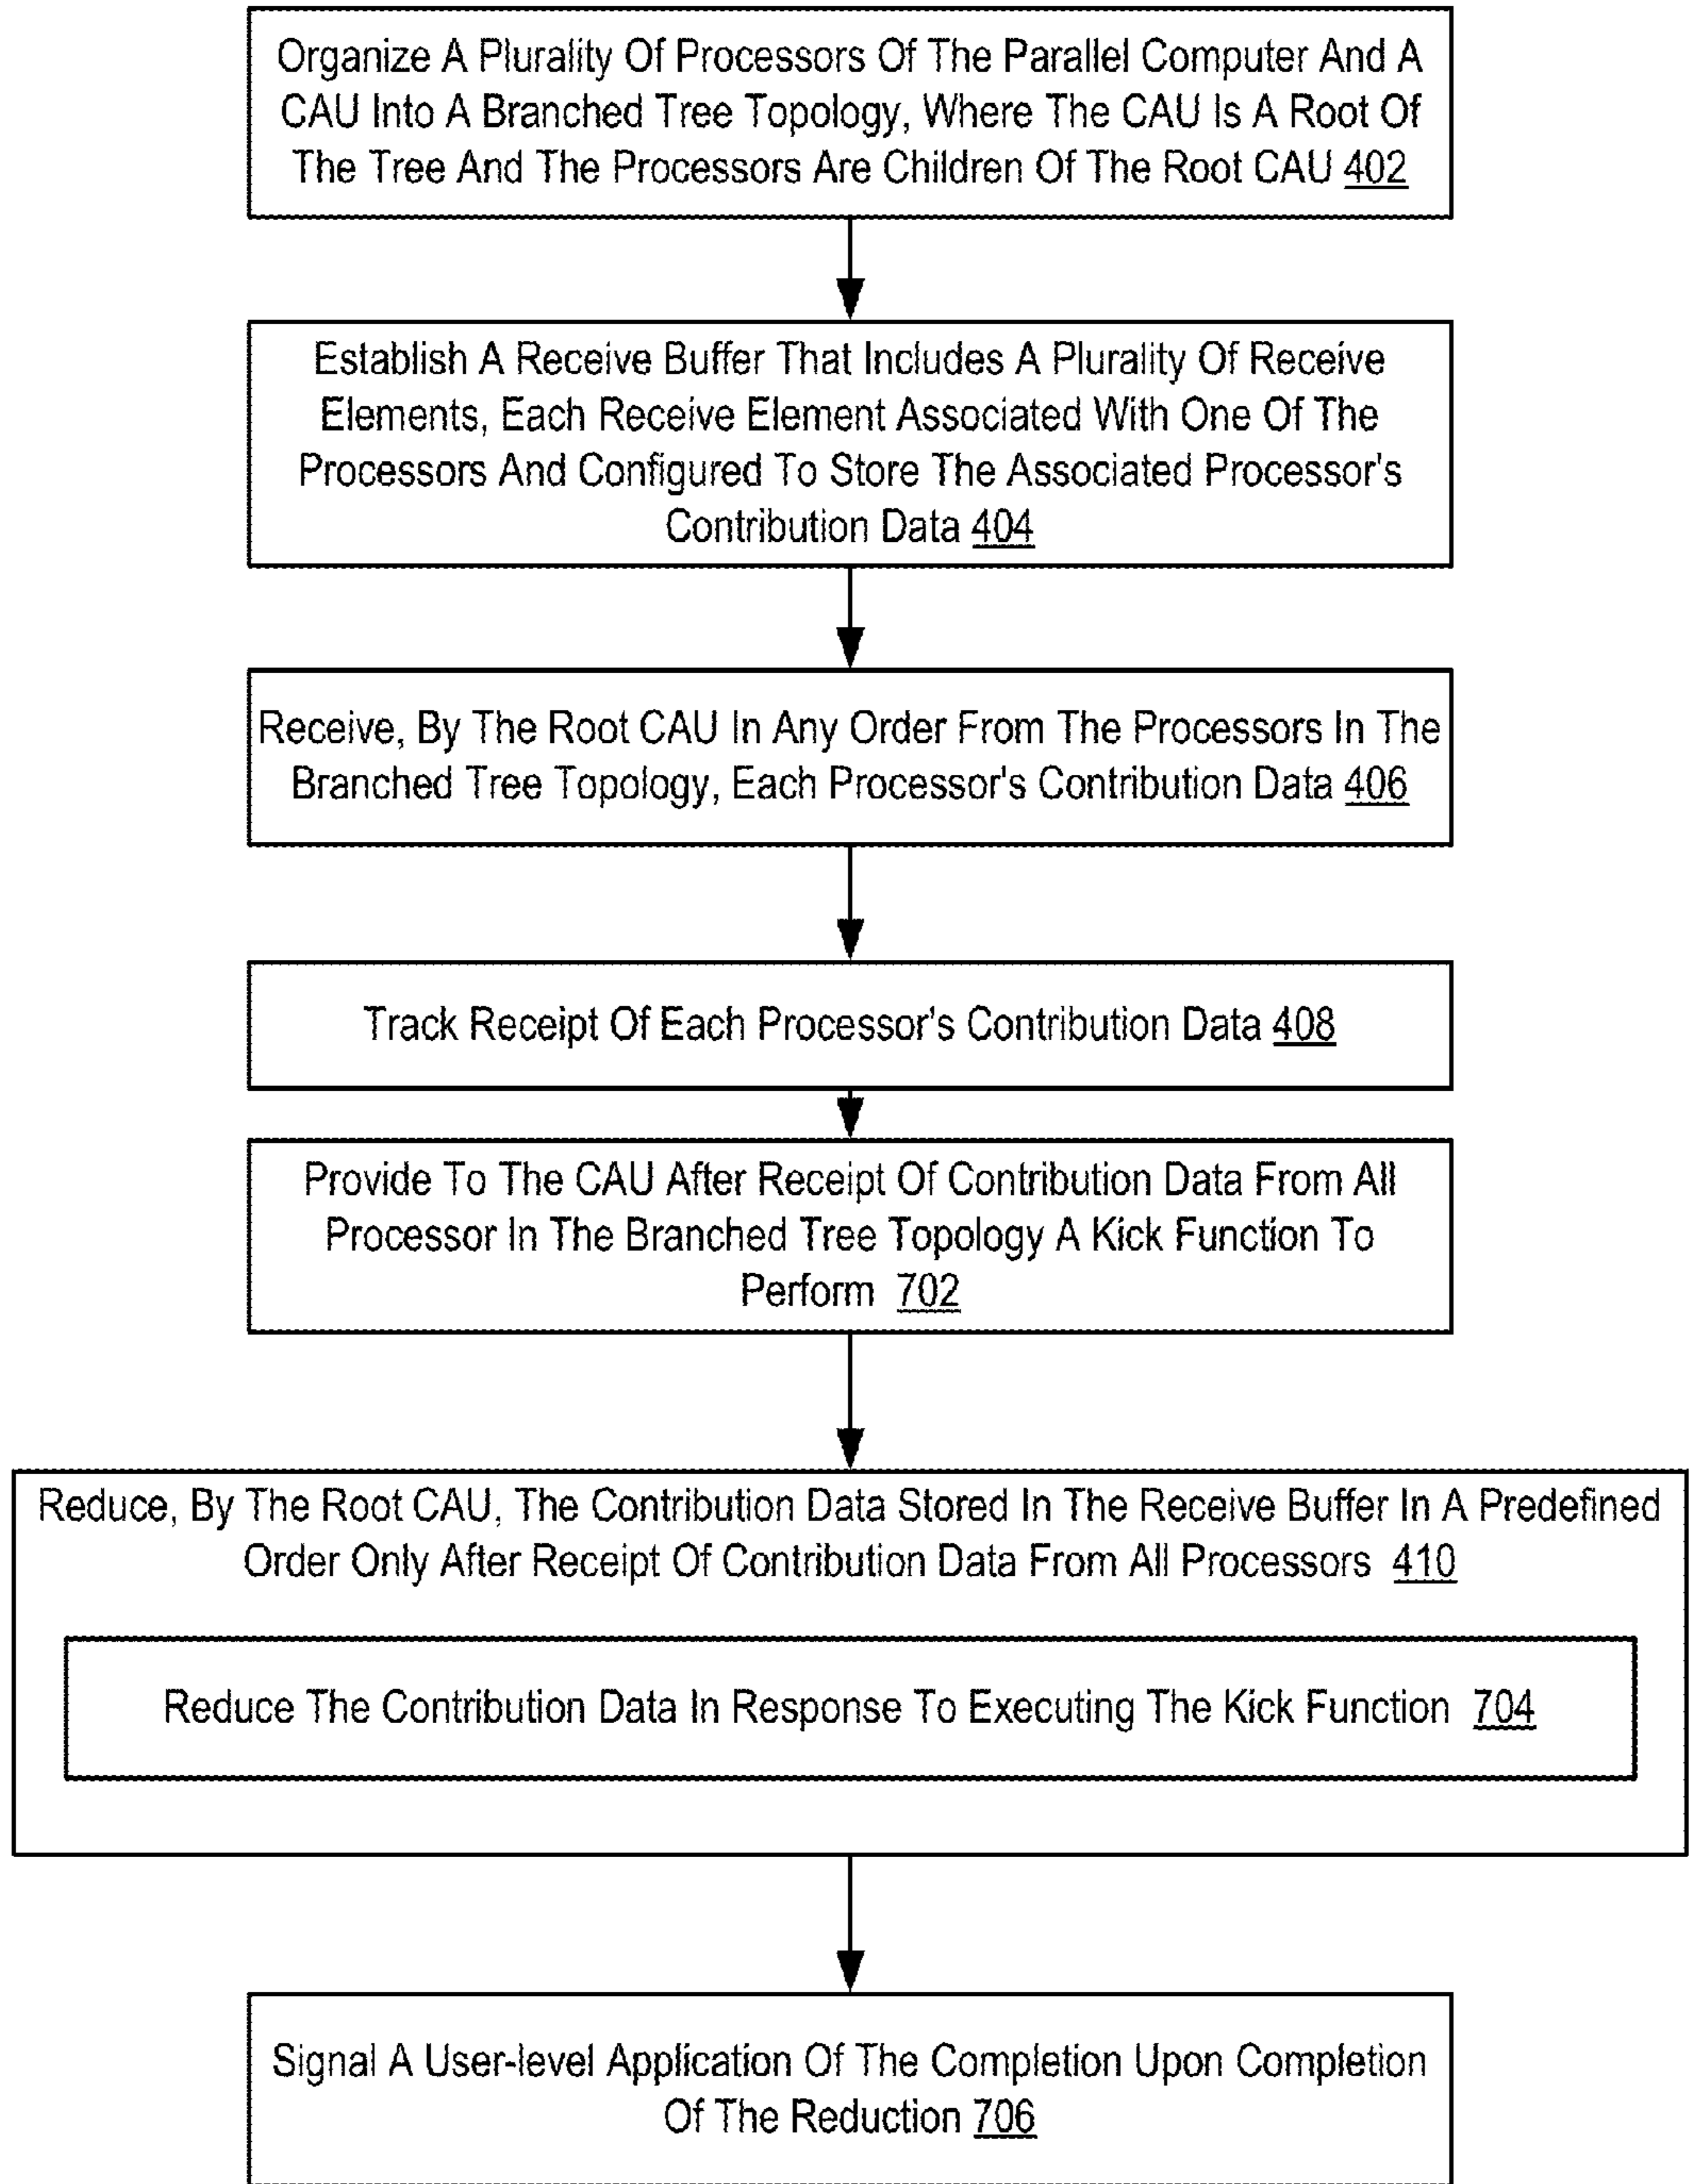 Organize A Plurality Of Processors Of The Parallel Computer And A
CAU Into A Branched Tree Topology, Where The CAU Is A Root Of
The Tree And The Processors Are Children Of The Root CAU 402
Establish A Receive Buffer That Includes A Plurality Of Receive
Elements, Each Receive Element Associated With One Of The
Processors And Configured To Store The Associated Processor's
Contribution Data 404
Receive, By The Root CAU In Any Order From The Processors In The
Branched Tree Topology, Each Processor's Contribution Data 406
Track Receipt Of Each Processor's Contribution Data 408
Provide To The CAU After Receipt Of Contribution Data From All
Processor In The Branched Tree Topology A Kick Function To
Perform 702
Reduce, By The Root CAU, The Contribution Data Stored In The Receive Buffer In A Predefined
Order Only After Receipt Of Contribution Data From All Processors 410
Reduce The Contribution Data In Response To Executing The Kick Function 704
Signal A User-level Application Of The Completion Upon Completion
Of The Reduction 706